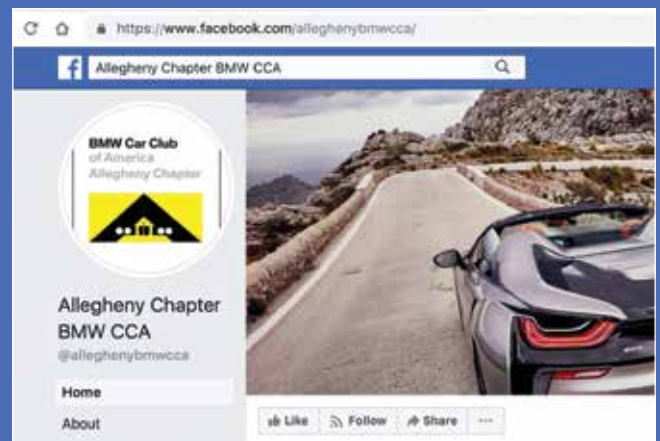 https://www.facebook.com/alleghenybmwcca/
f Allegheny Chapter BMW CCA
BMW Car Club
of America
Allegheny Chapter
Allegheny Chapter
BMW CCA
@alleghenybmwcca
Home
About
Like Follow Share ...